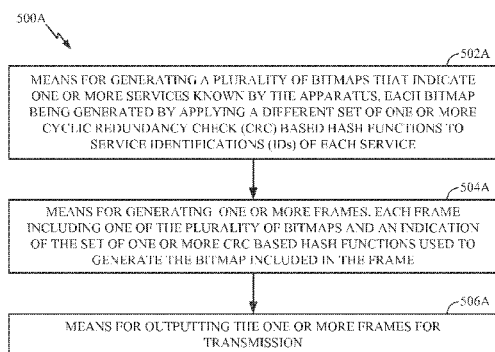 500A
502A
MEANS FOR GENERATING A PLURALITY OF BITMAPS THAT INDICATE
ONE OR MORE SERVICES KNOWN BY THE APPARATUS, EACH BITMAP
BEING GENERATED BY APPLYING A DIFFERENT SET OF ONE OR MORE
CYCLIC REDUNDANCY CHECK (CRC) BASED HASH FUNCTIONS TO
SERVICE IDENTIFICATIONS (IDs) OF EACH SERVICE
504A
MEANS FOR GENERATING ONE OR MORE FRAMES, EACH FRAME
INCLUDING ONE OF THE PLURALITY OF BITMAPS AND AN INDICATION
OF THE SET OF ONE OR MORE CRC BASED HASH FUNCTIONS USED TO
GENERATE THE BITMAP INCLUDED IN THE FRAME
506A
MEANS FOR OUTPUTTING THE ONE OR MORE FRAMES FOR
TRANSMISSION